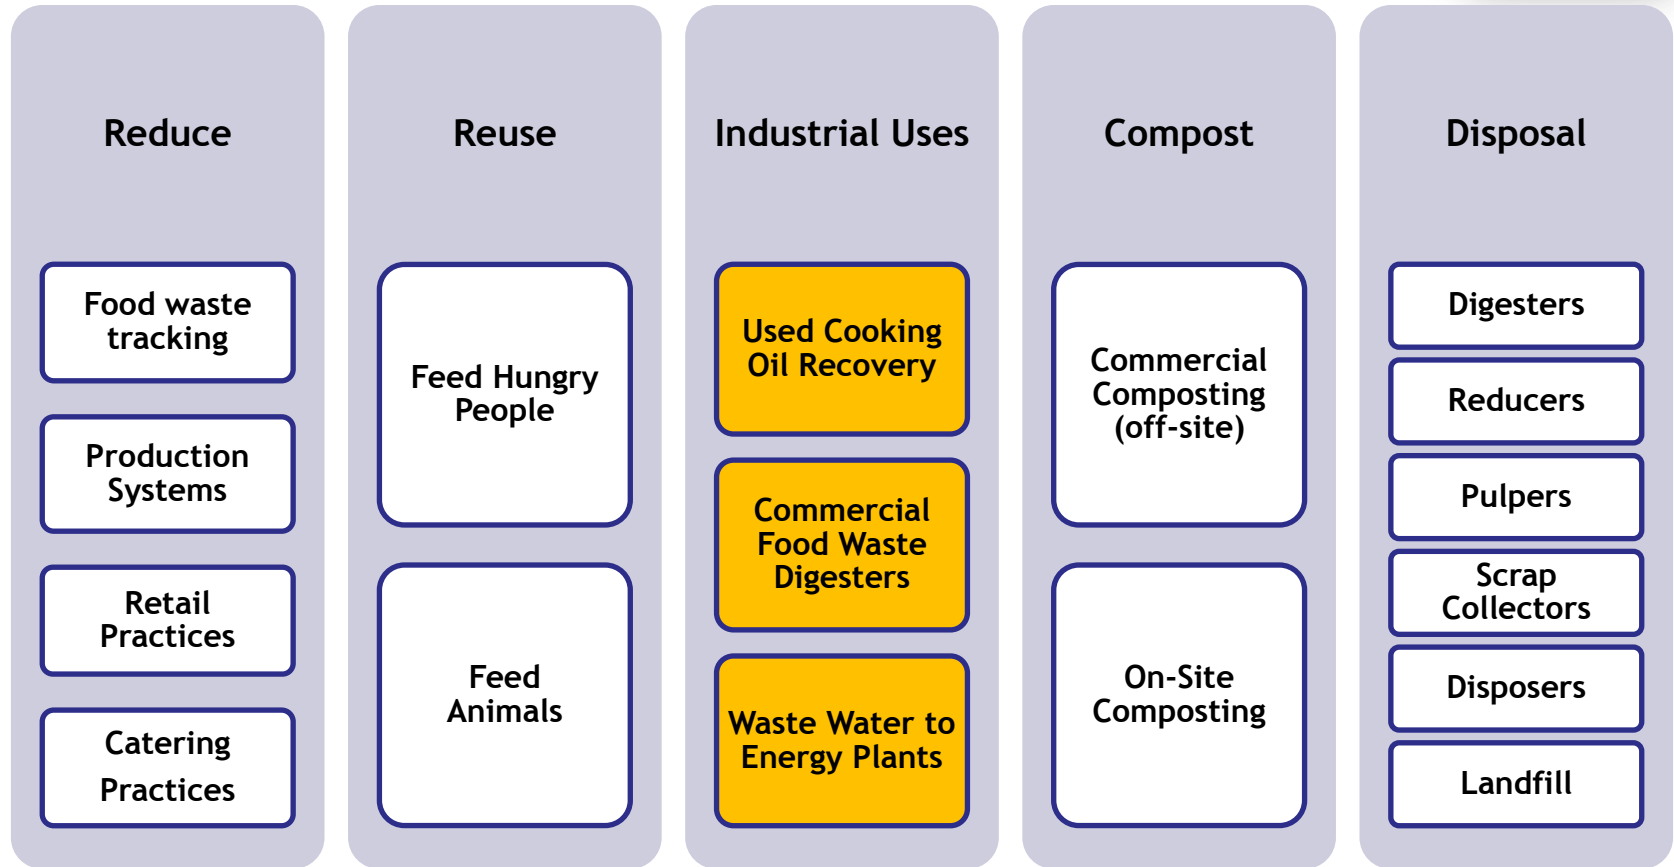 Reduce
Food waste
tracking
Production
Systems
Retail
Practices
Catering
Practices
Reuse
Feed Hungry
People
Feed
Animals
Industrial Uses
Used Cooking
Oil Recovery
Commercial
Food Waste
Digesters
Waste Water to
Energy Plants
Compost
Commercial
Composting
(off-site)
On-Site
Composting
Disposal
Digesters
Reducers
Pulpers
Scrap
Collectors
Disposers
Landfill